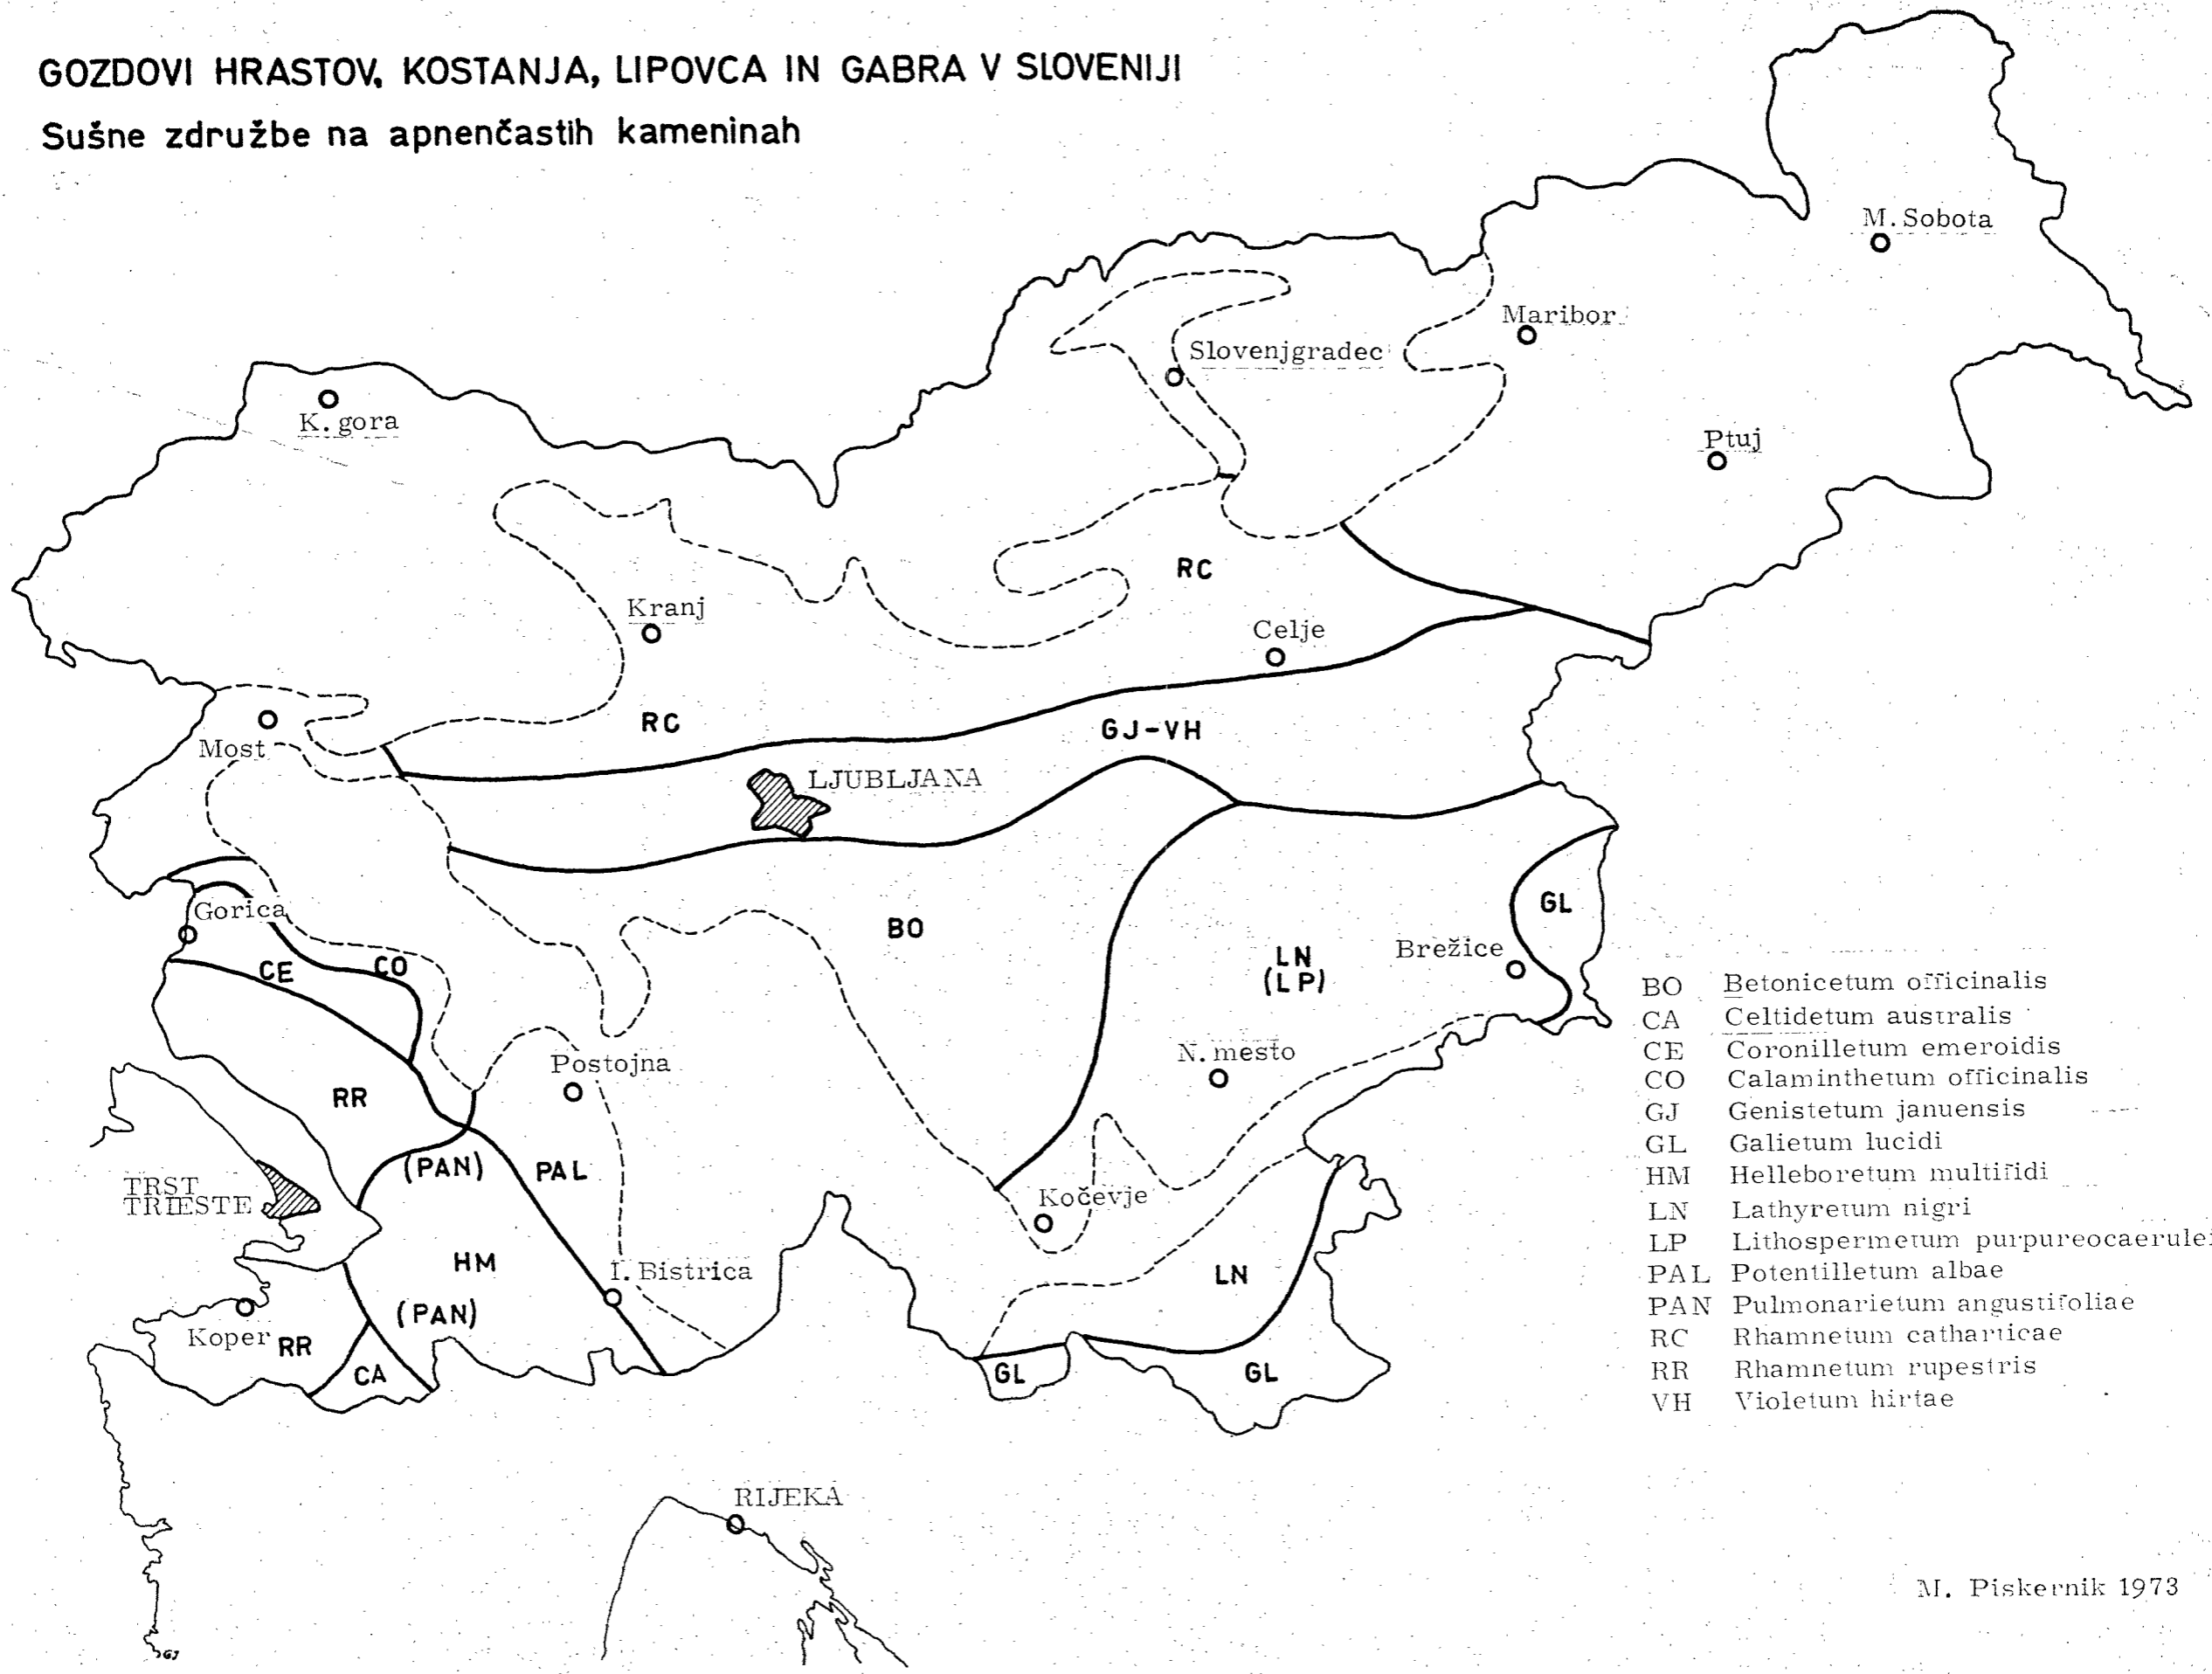 GOZDOVI HRASTOV, KOSTANJA, LIPOVCA IN GABRA V SLOVENIJI
Sušne združbe na apnenčastih kameninah
M. Sobota
Maribor
Slovenjgradec
K. gora
Ptuj
RC
Kranj
Celje
RC
GJ-VH
Most
LJUBLJANA
GL
Gorica
BO
Brežice
LN
(LP)
CE
CO
N. mesto
Postojna
RR
(PAN)
PAL
TRST
TRIESTE
Kočevje
HM
I. Bistrica
LN
(PAN)
Koper
RR
CA
GL
GL
RIJEKA
BO Betonicetum officinalis
CA Celtidetum australis
CE Coronilletum emeroidis
CO Calaminthetum officinalis
GJ Genistetum januensis
GL Galietum lucidi
HM Helleboretum multifidi
LN Lathyretum nigri
LP Lithospermetum purpureocaerulei
PAL Potentilletum albae
PAN Pulmonarietum angustifoliae
RC Rhamnetum catharticae
RR Rhamnetum rupestris
VH Violetum hirtae
M. Piskernik 1973
GJ